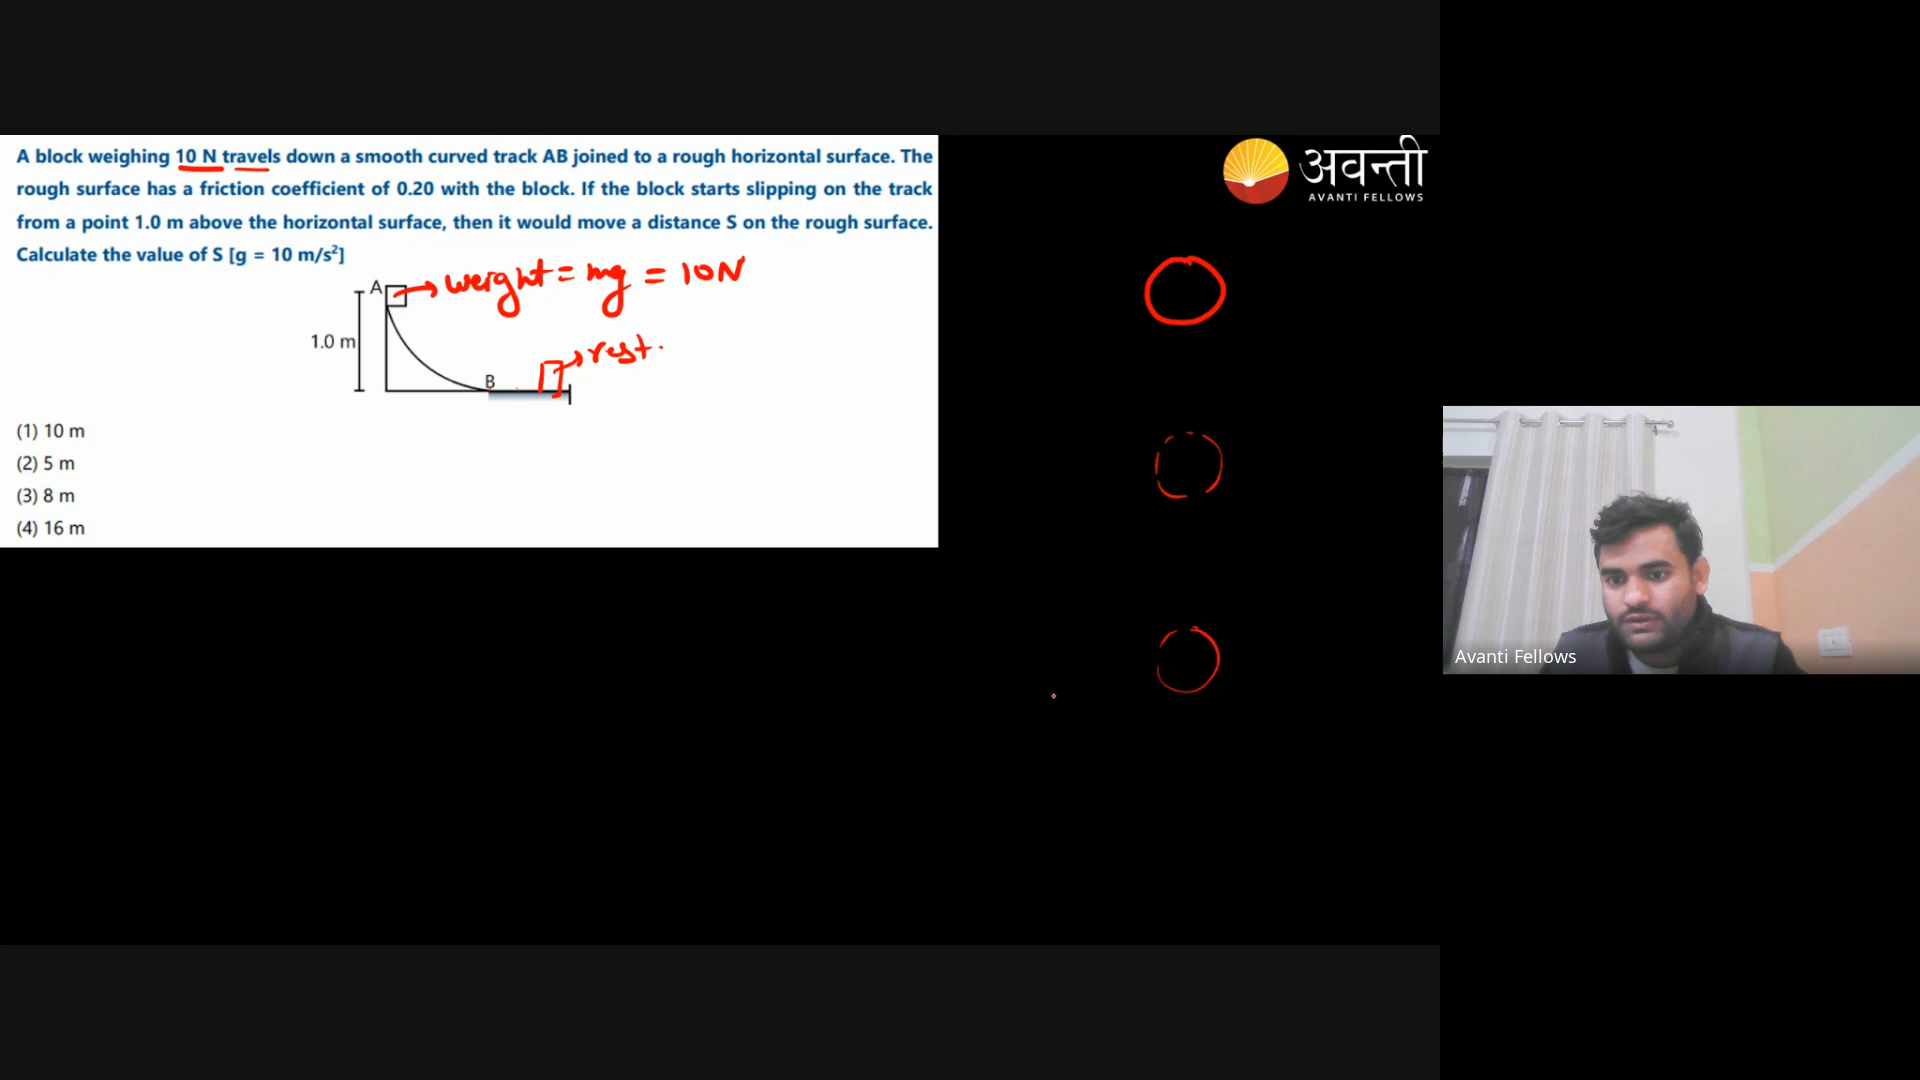 A block weighing 10 N travels down a smooth curved track AB joined to a rough horizontal surface. The
rough surface has a friction coefficient of 0.20 with the block. If the block starts slipping on the track
from a point 1.0 m above the horizontal surface, then it would move a distance S on the rough surface.
Calculate the value of S [g = 10 m/s²]
A → weight = mg = 10N
1.0 m
→ rest.
B
(1) 10 m
(2) 5 m
(3) 8 m
(4) 16 m
अवन्ती
AVANTI FELLOWS
Avanti Fellows